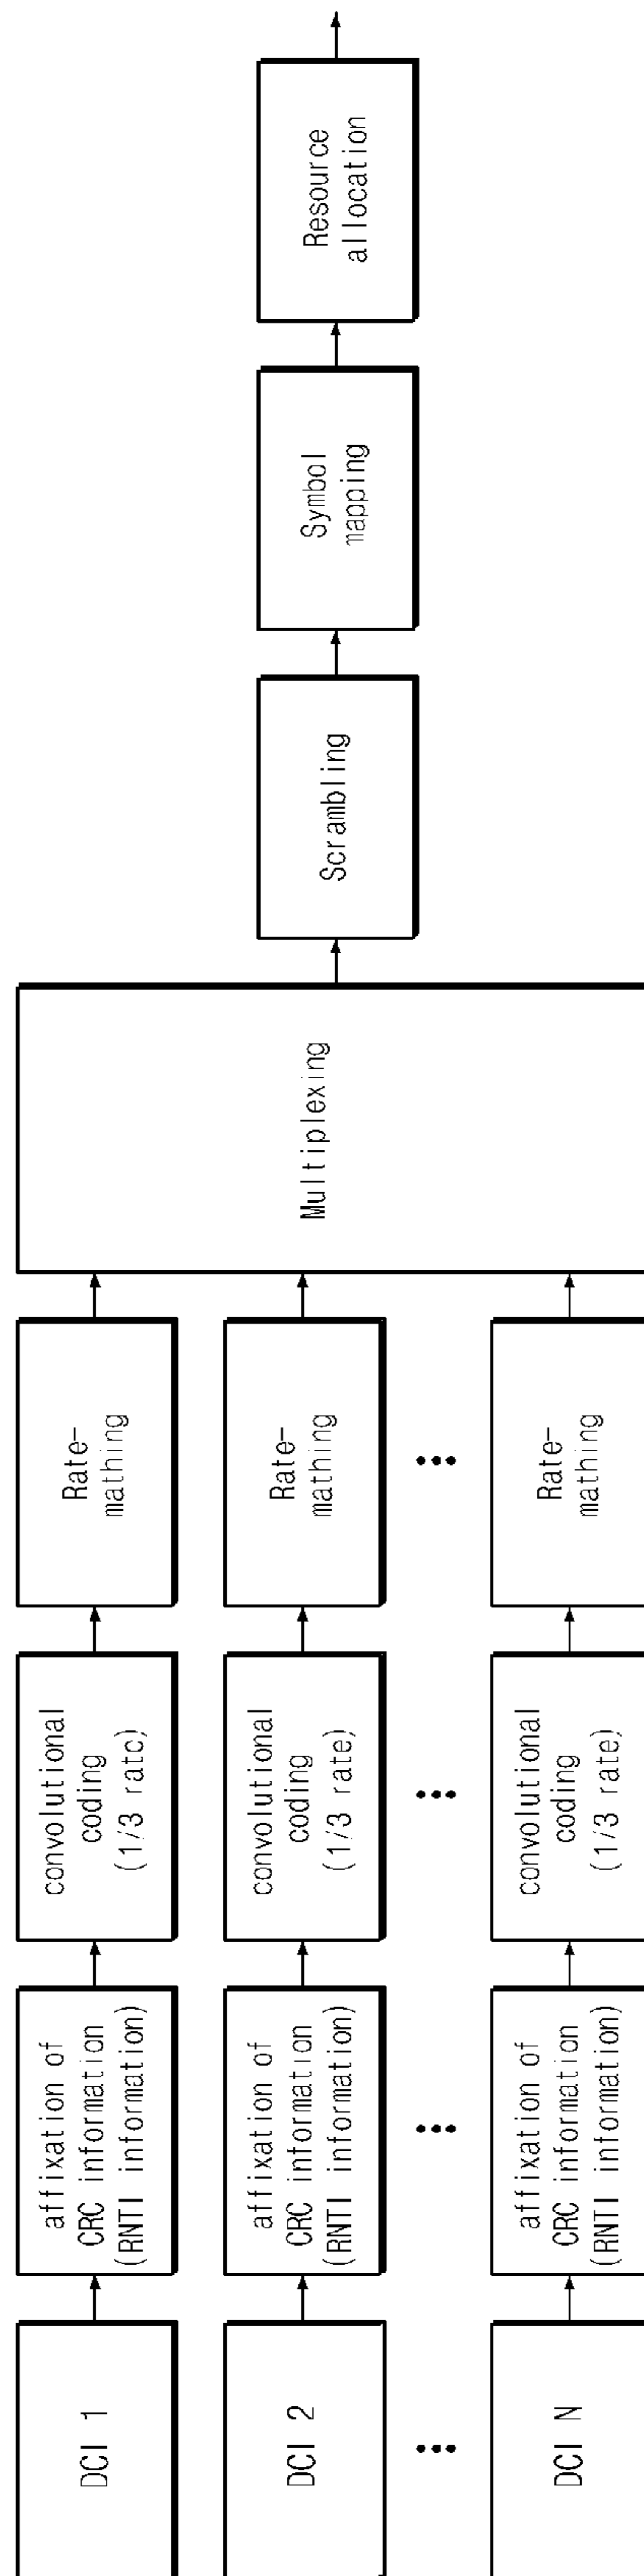 DCI 1
affixation of
CRC information
(RNTI information)
convolutional
coding
(1/3 rate)
Rate-
mathing
DCI 2
affixation of
CRC information
(RNTI information)
convolutional
coding
(1/3 rate)
Rate-
mathing
DCI N
affixation of
CRC information
(RNTI information)
convolutional
coding
(1/3 rate)
Rate-
mathing
Multiplexing
Scrambling
Symbol
mapping
Resource
allocation